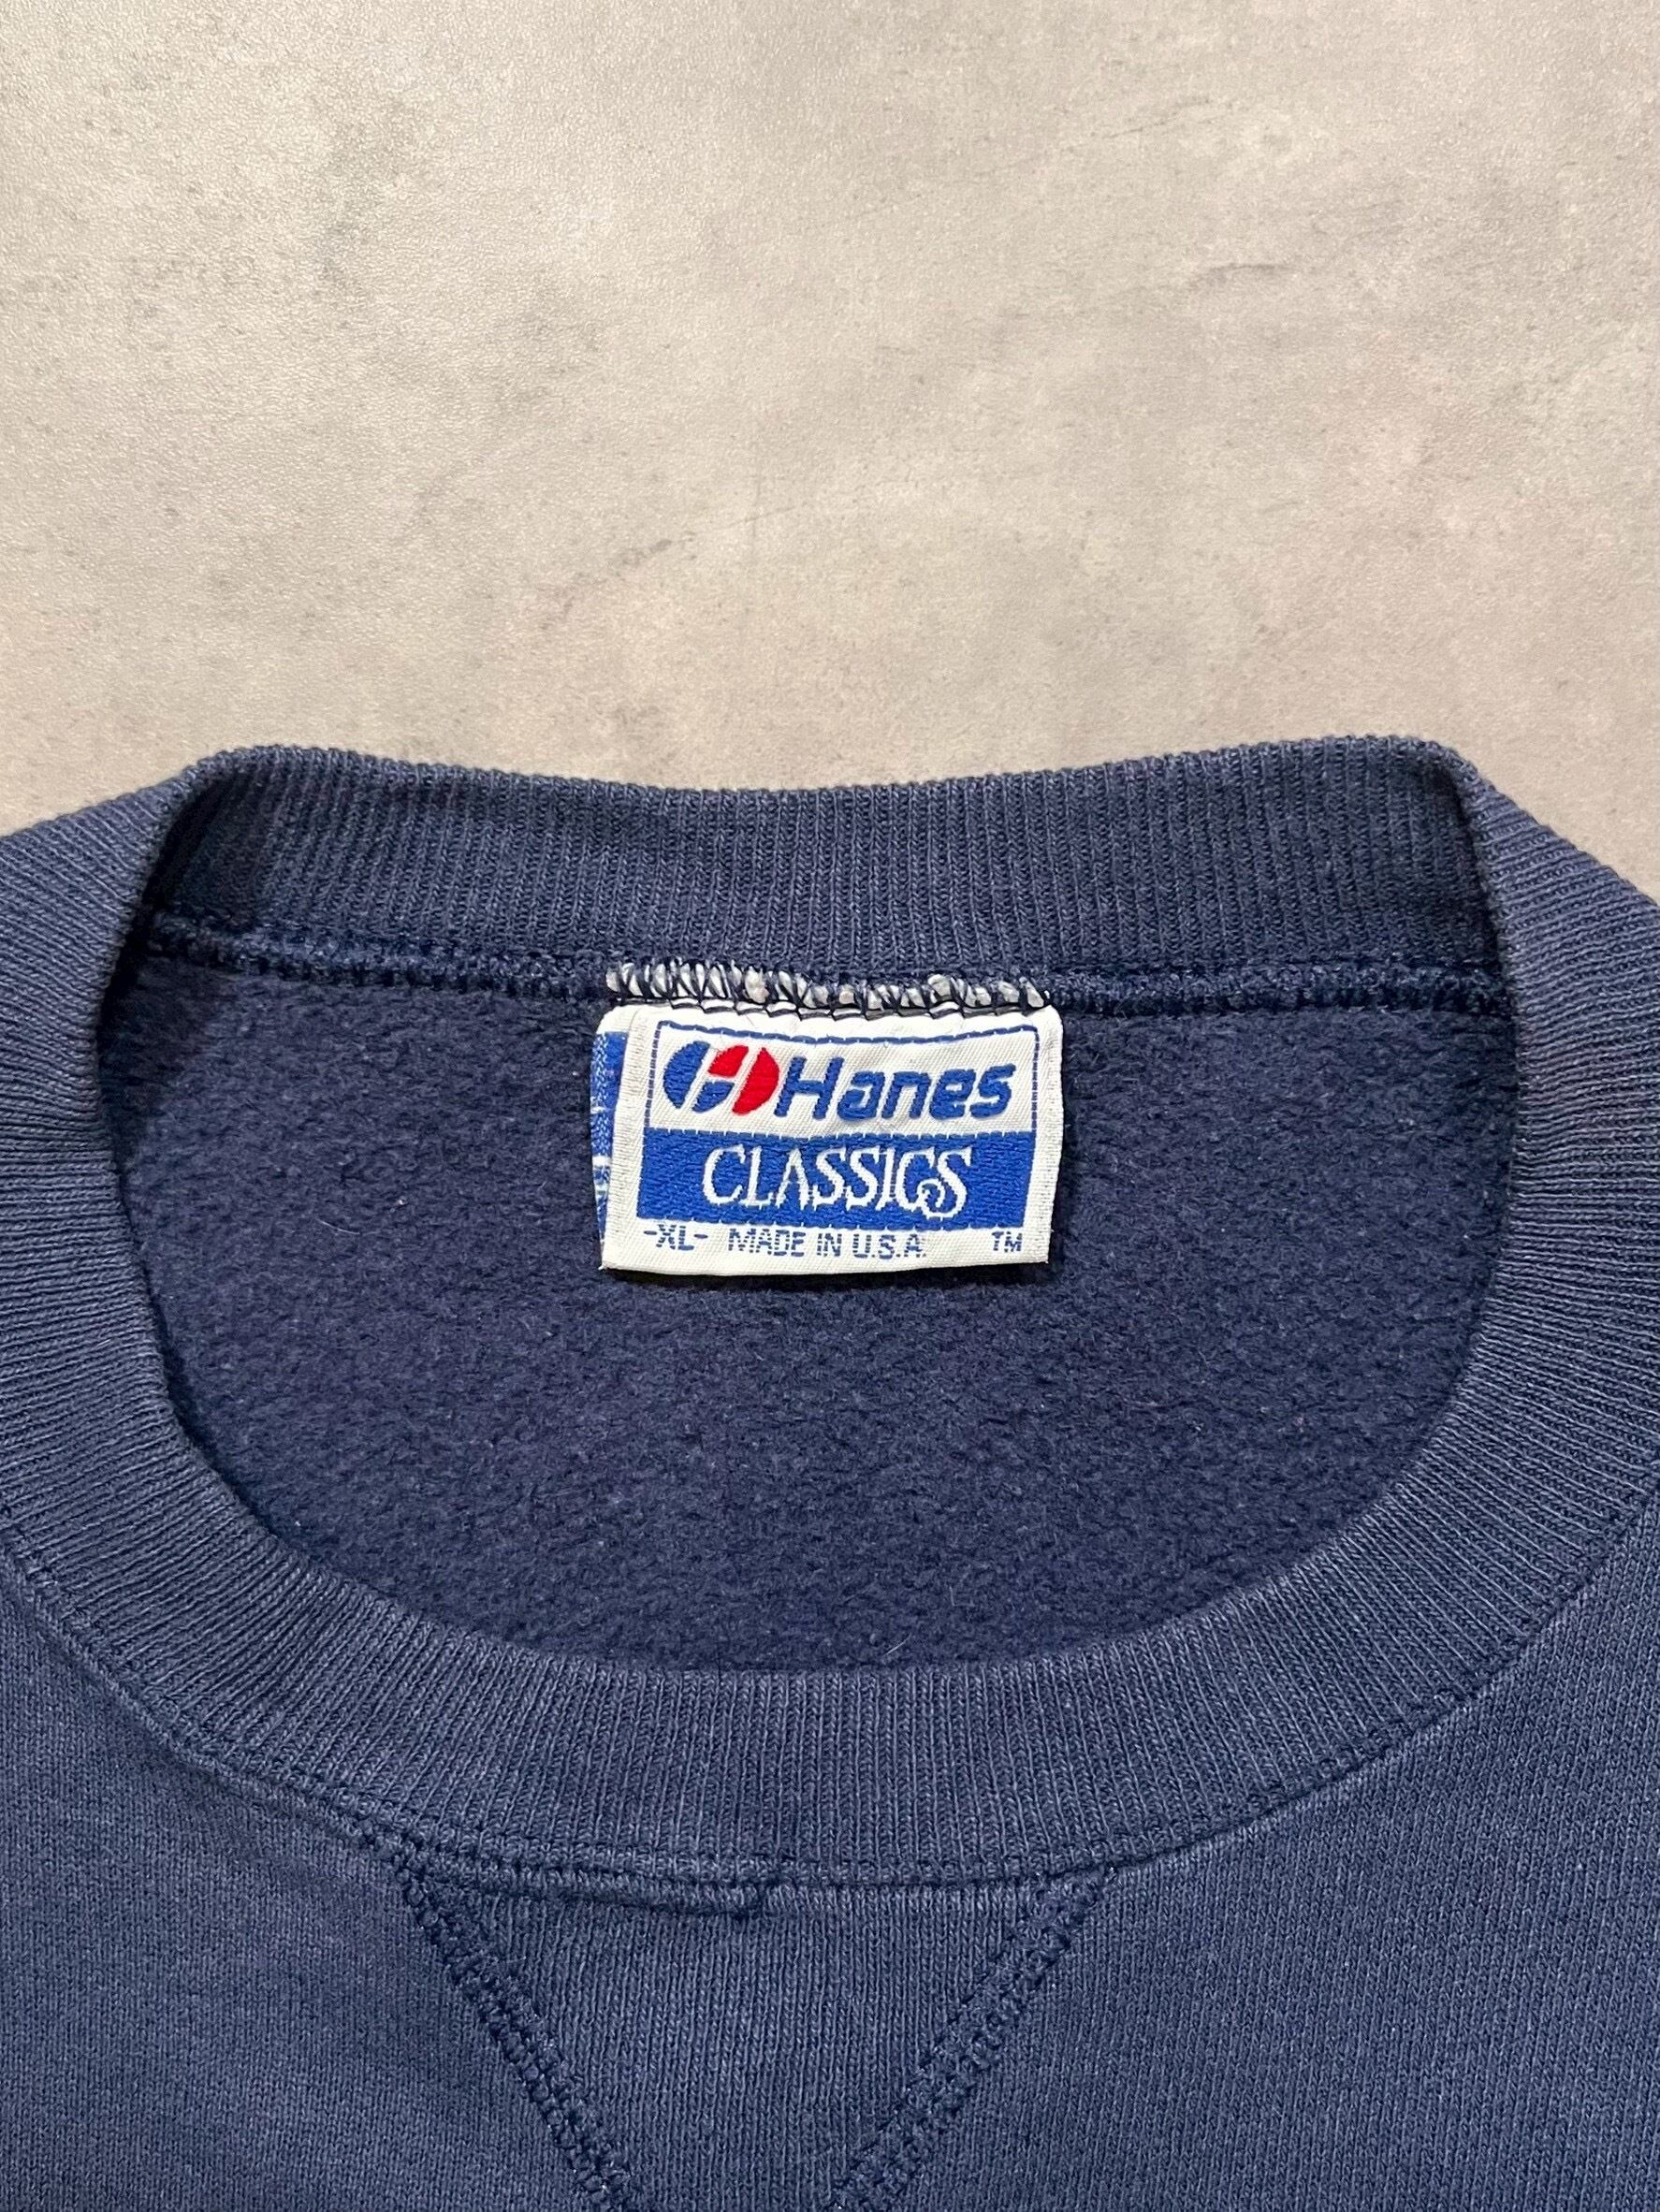 Hanes
CLASSICS
-XL- MADE IN U.S.A. TM